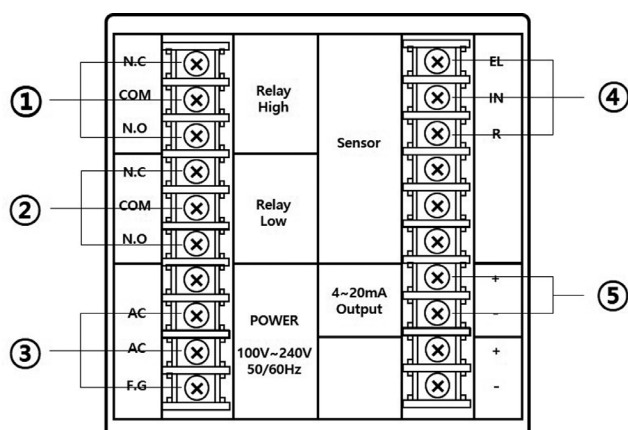 ①
N.C
COM
N.O
②
N.C
COM
N.O
③
AC
AC
F.G
Relay
High
Relay
Low
POWER
100V~240V
50/60Hz
Sensor
4~20mA
Output
EL
IN
R
④
+
-
⑤
+
-